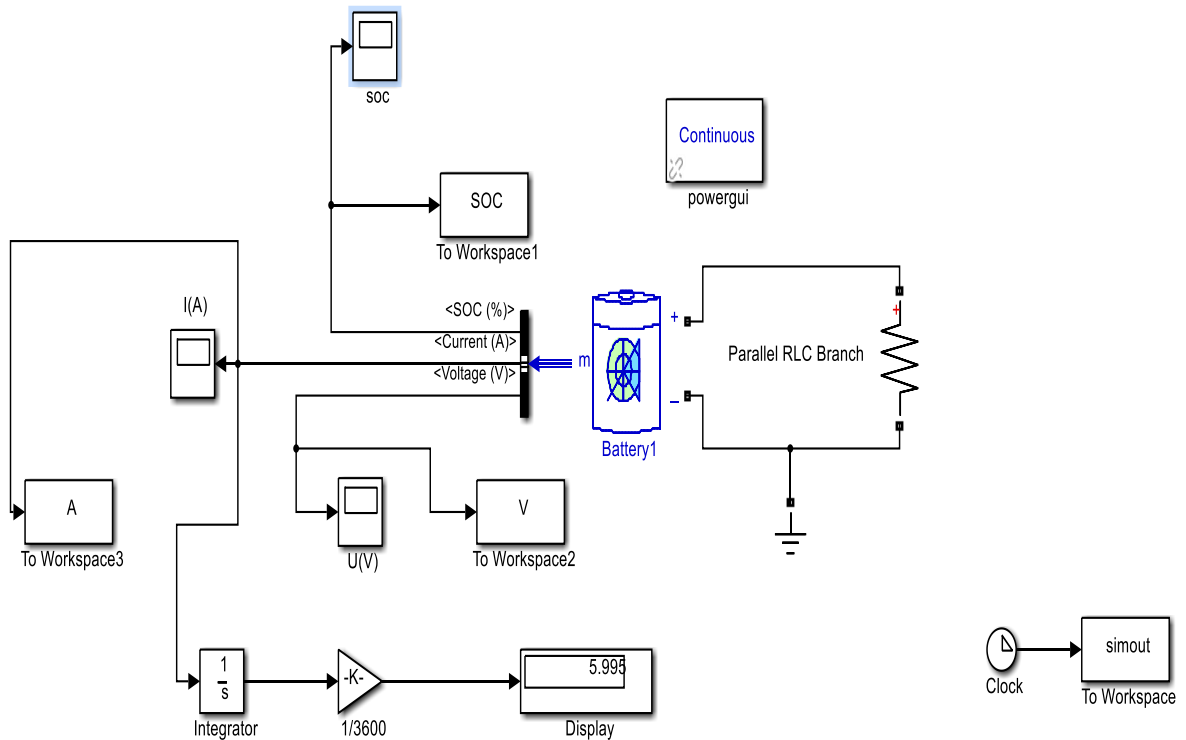 soc
Continuous
powergui
SOC
To Workspace1
I(A)
<SOC (%)>
<Current (A)>
<Voltage (V)>
m
+
−
Battery1
Parallel RLC Branch
+
A
To Workspace3
U(V)
V
To Workspace2
1
s
Integrator
-K-
1/3600
5.995
Display
Clock
simout
To Workspace